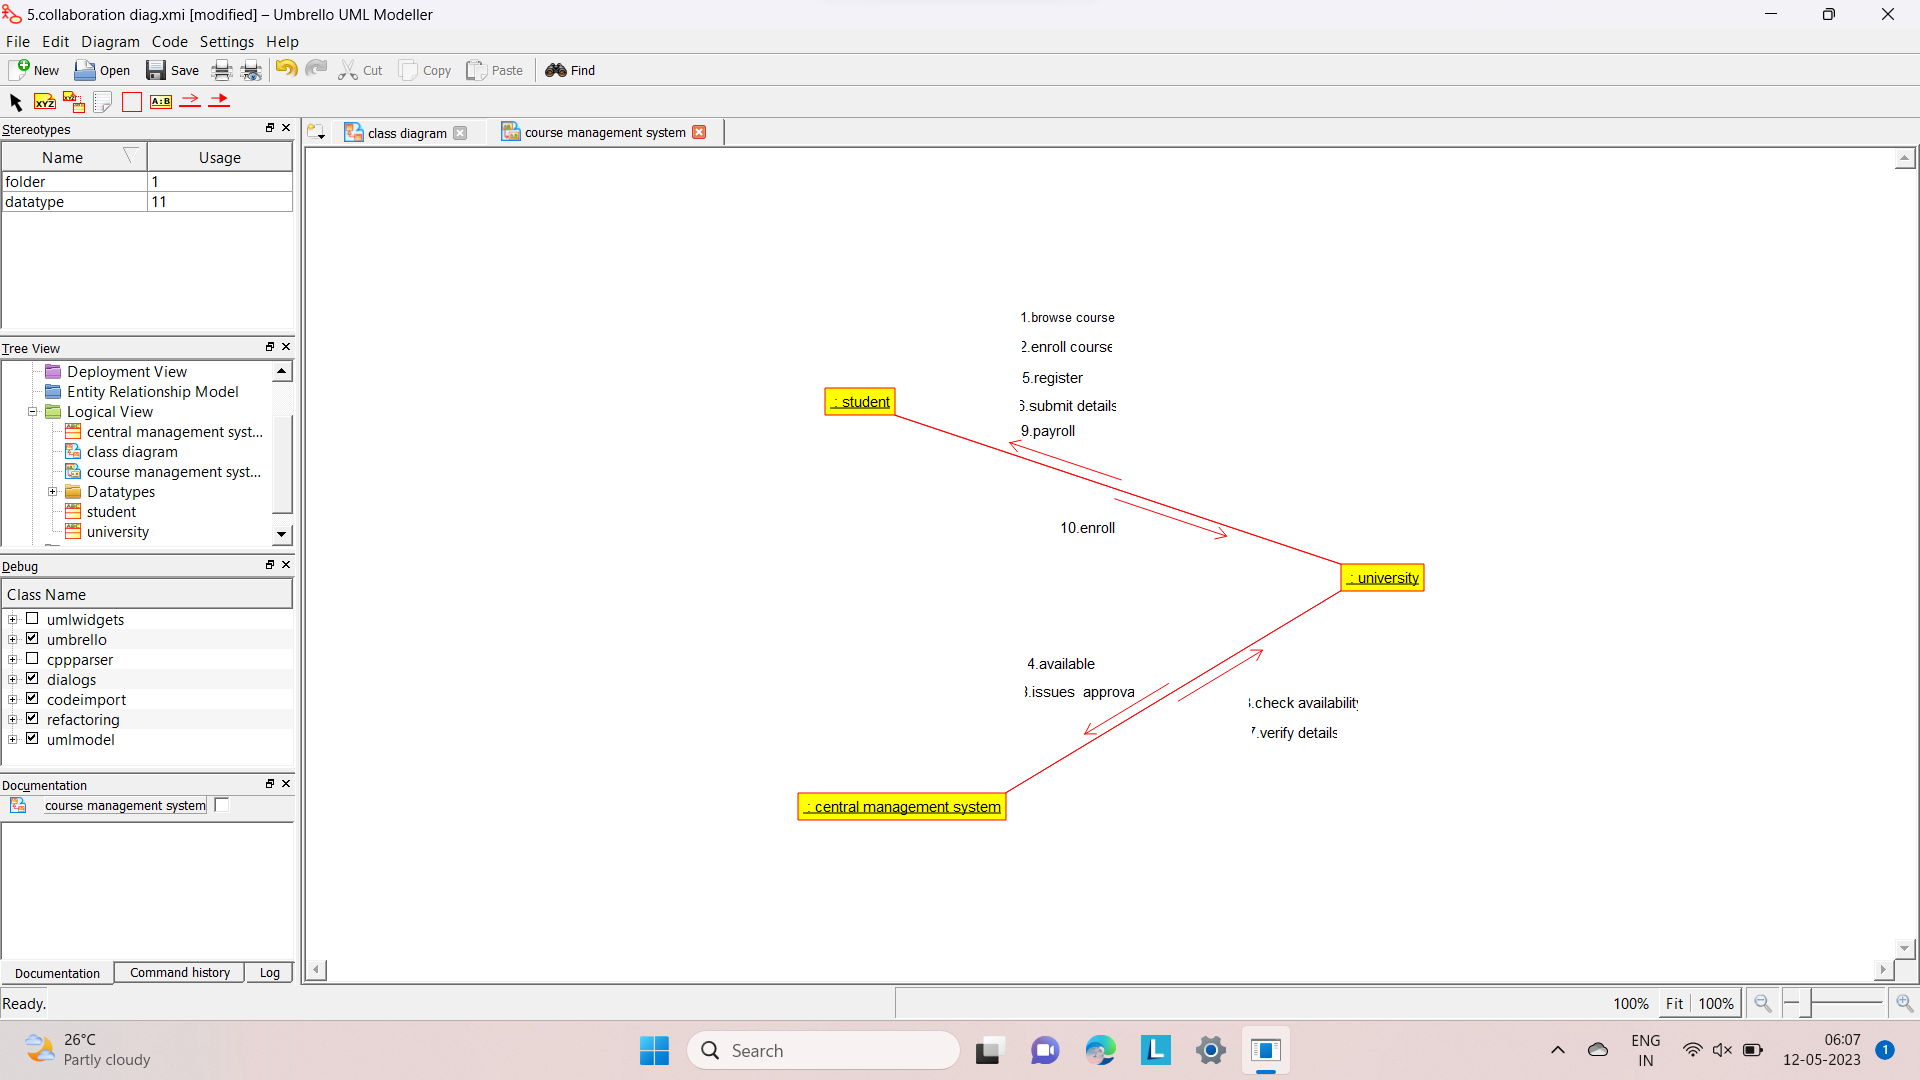 5.collaboration diag.xmi [modified] – Umbrello UML Modeller
File Edit Diagram Code Settings Help
New Open Save Cut Copy Paste Find
XYZ XYZ A:B
Stereotypes
Name Usage
folder 1
datatype 11
Tree View
Deployment View
Entity Relationship Model
Logical View
central management syst...
class diagram
course management syst...
Datatypes
student
university
Debug
Class Name
umlwidgets
umbrello
cppparser
dialogs
codeimport
refactoring
umlmodel
Documentation
course management system
Documentation Command history Log
Ready.
class diagram course management system
1.browse course
2.enroll course
5.register
6.submit details
9.payroll
: student
10.enroll
: university
4.available
.issues approva
.check availability
7.verify details
: central management system
100% Fit 100%
26°C
Partly cloudy
Search
L
ENG
IN
06:07
12-05-2023
1